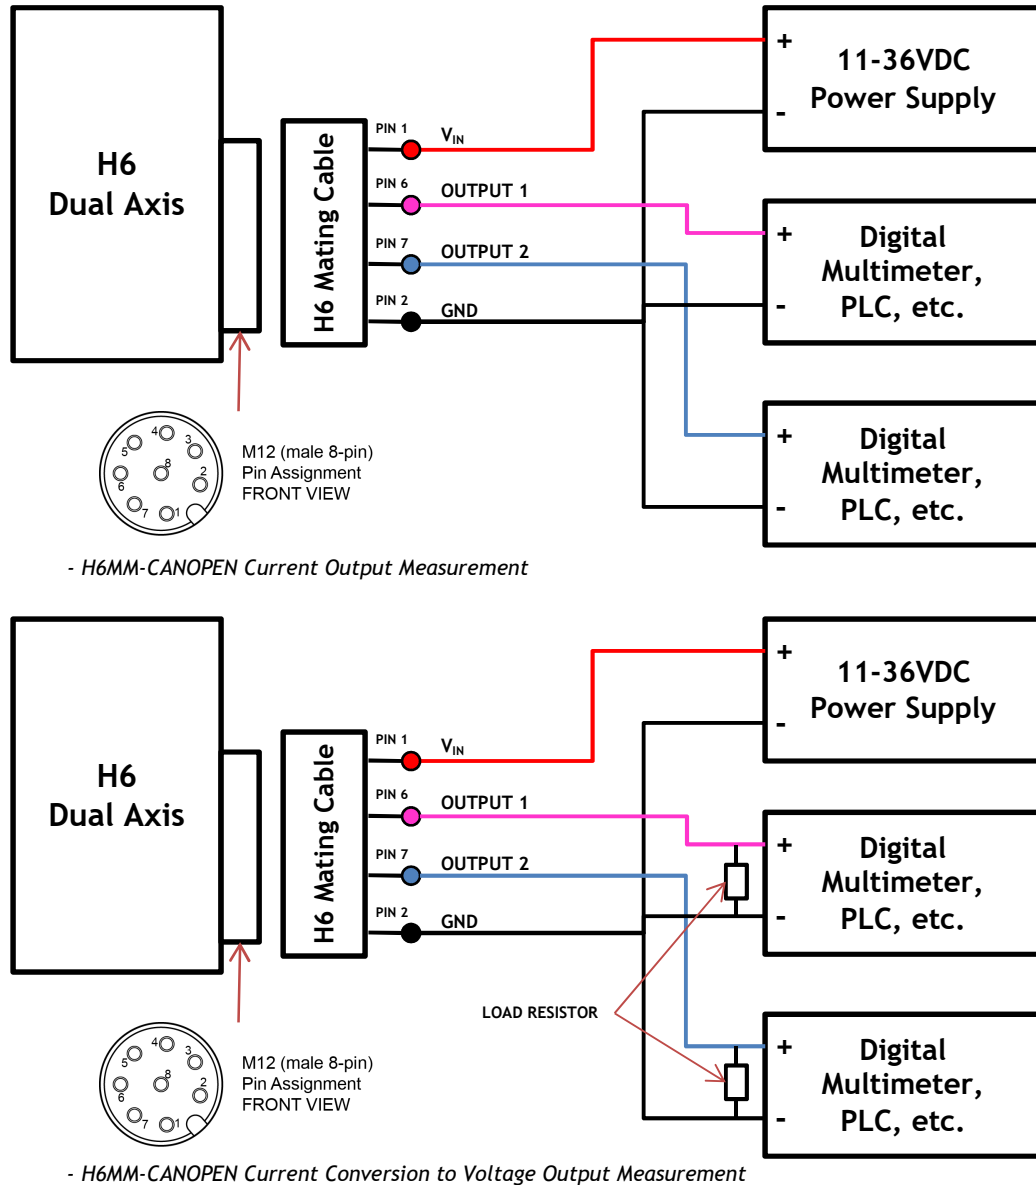 H6
Dual Axis
H6 Mating Cable
PIN 1
V_IN
PIN 6
OUTPUT 1
PIN 7
OUTPUT 2
PIN 2
GND
+
11-36VDC
Power Supply
-
+
Digital
Multimeter,
PLC, etc.
-
+
Digital
Multimeter,
PLC, etc.
-
4
3
5
8
2
6
7
1
M12 (male 8-pin)
Pin Assignment
FRONT VIEW
- H6MM-CANOPEN Current Output Measurement
H6
Dual Axis
H6 Mating Cable
PIN 1
V_IN
PIN 6
OUTPUT 1
PIN 7
OUTPUT 2
PIN 2
GND
+
11-36VDC
Power Supply
-
+
Digital
Multimeter,
PLC, etc.
-
LOAD RESISTOR
+
Digital
Multimeter,
PLC, etc.
-
4
3
5
8
2
6
7
1
M12 (male 8-pin)
Pin Assignment
FRONT VIEW
- H6MM-CANOPEN Current Conversion to Voltage Output Measurement